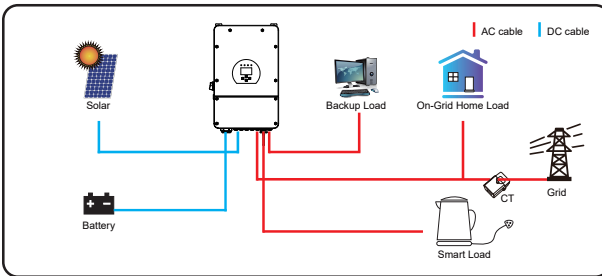 AC cable
DC cable
Solar
Backup Load
On-Grid Home Load
CT
Grid
Battery
Smart Load